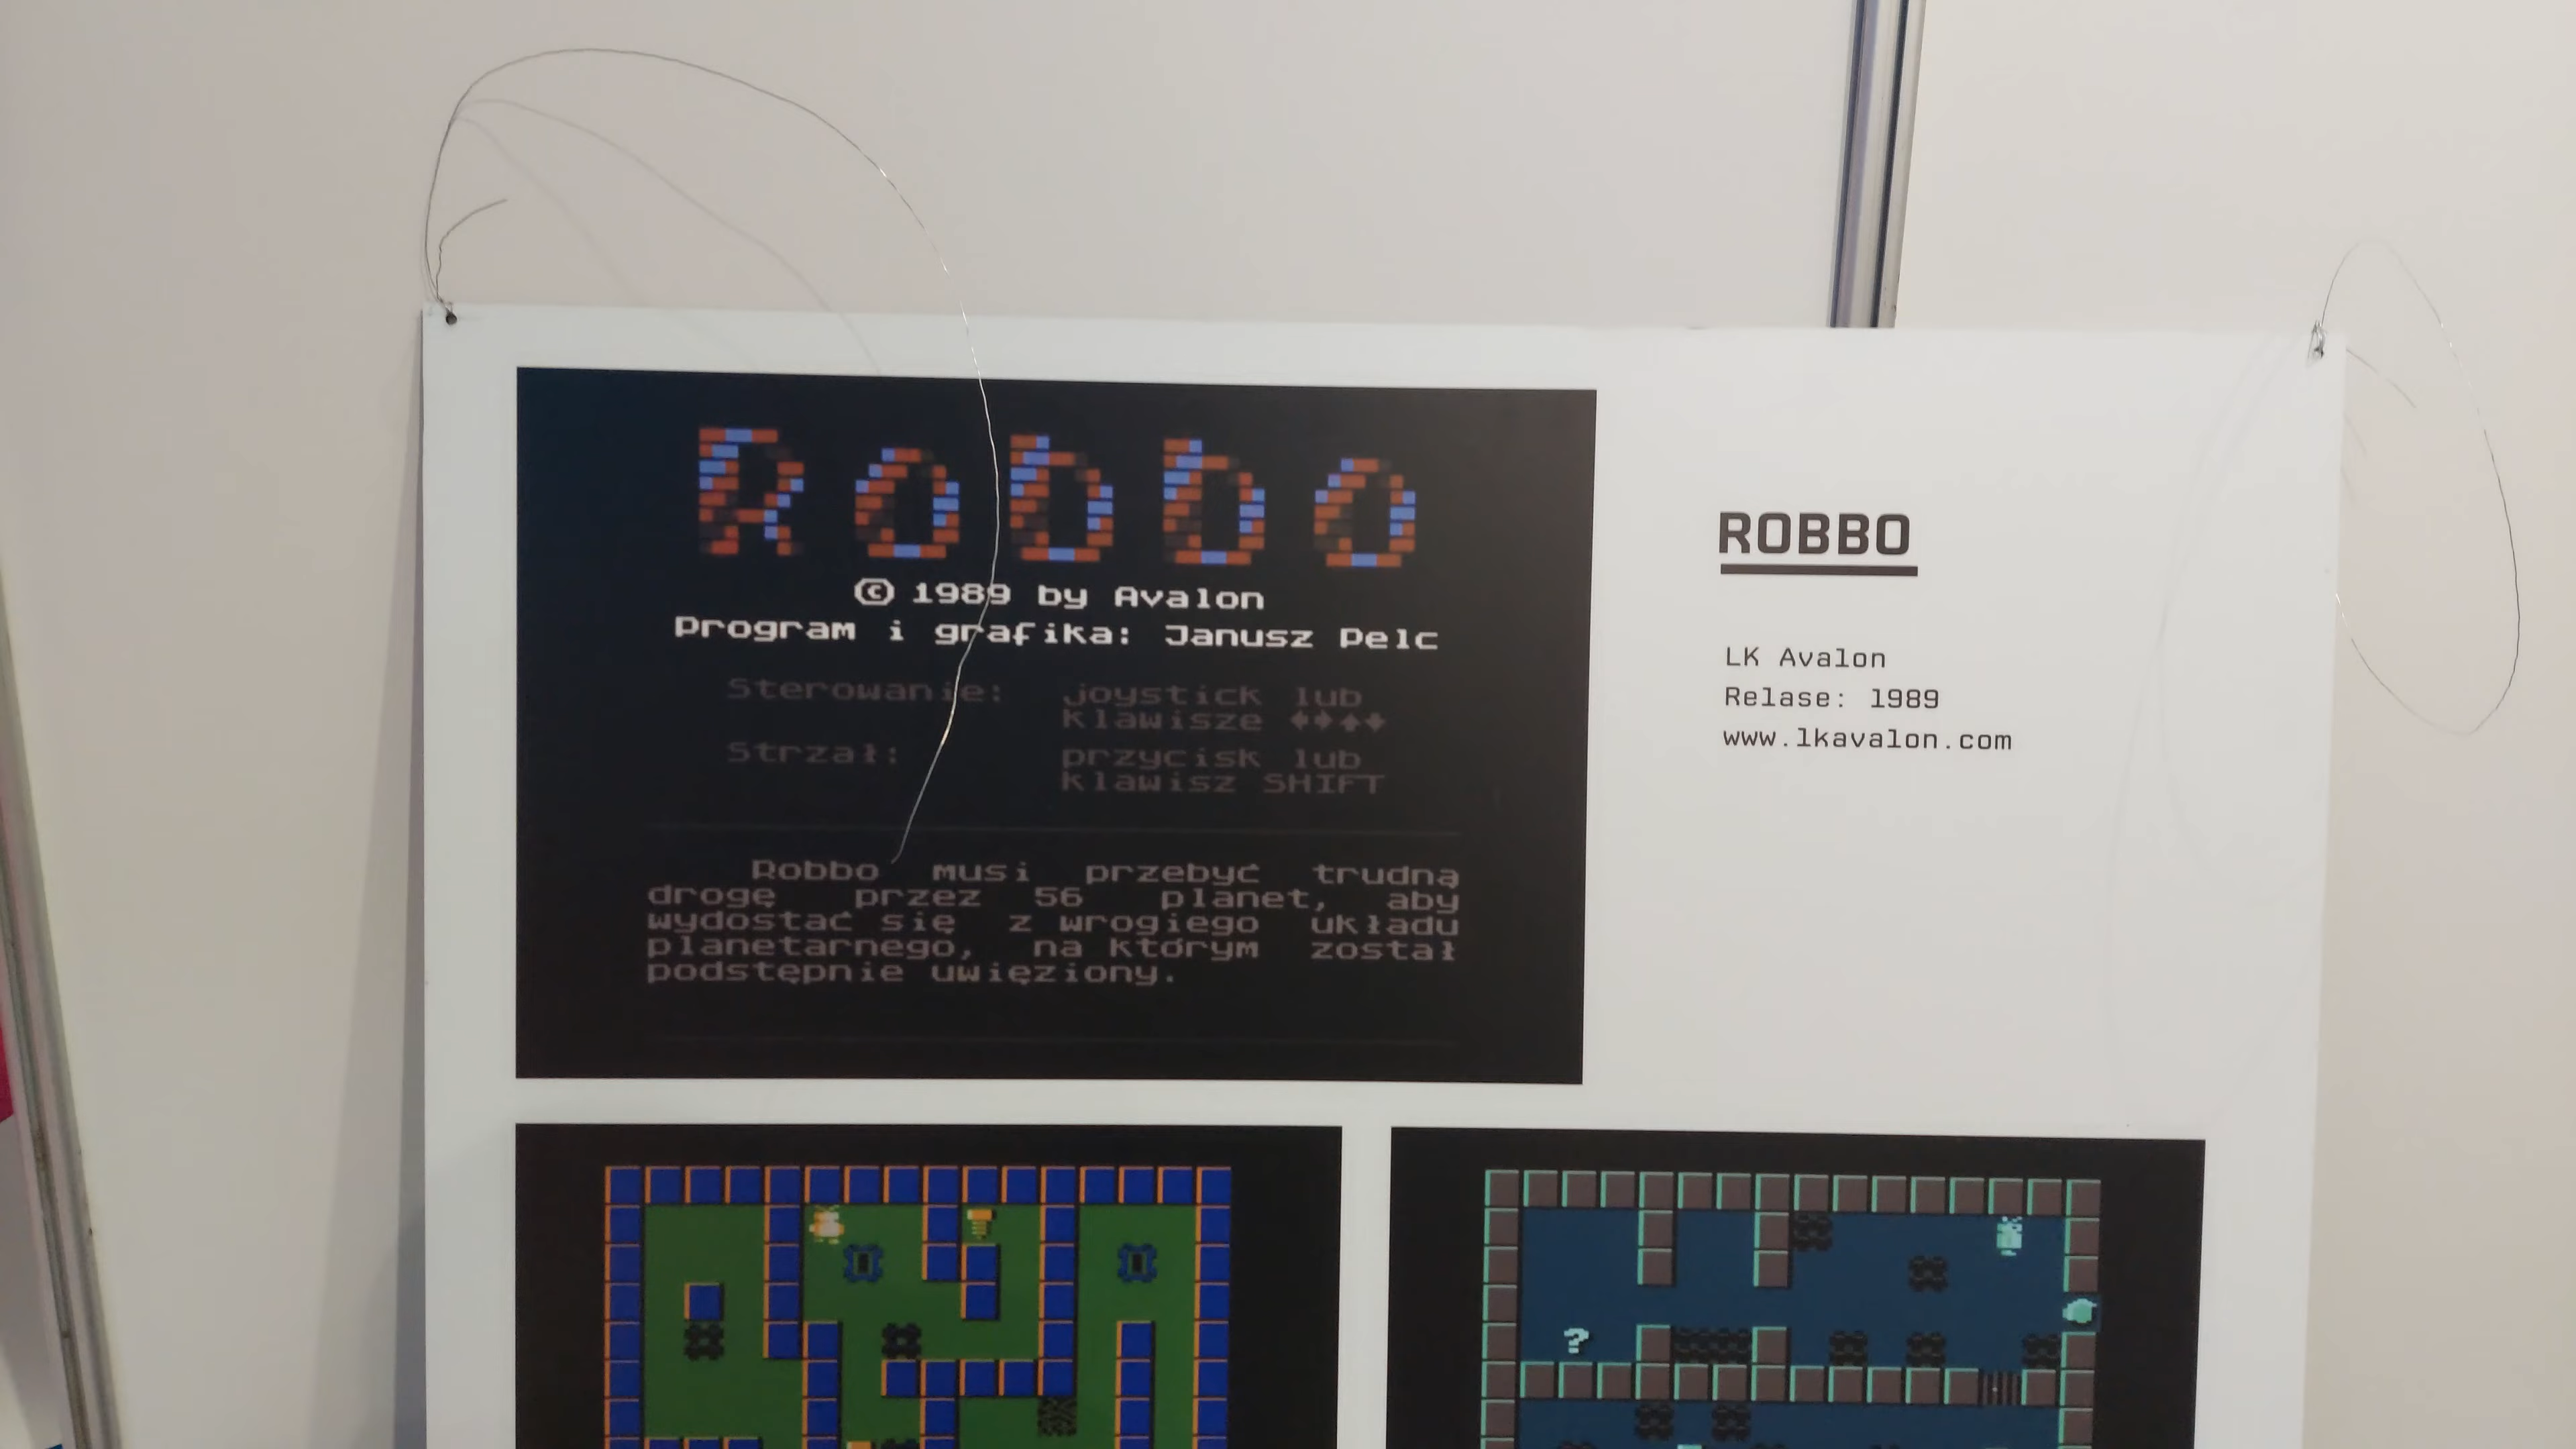 Robbo
© 1989 by Avalon
Program i grafika: Janusz Pelc
Sterowanie: joystick lub
klawisze ←→↑↓
Strzał: przycisk lub
klawisz SHIFT
Robbo musi przebyć trudną
drogę przez 56 planet, aby
wydostać się z wrogiego układu
planetarnego, na którym został
podstępnie uwięziony.
ROBBO
LK Avalon
Relase: 1989
www.lkavalon.com
?